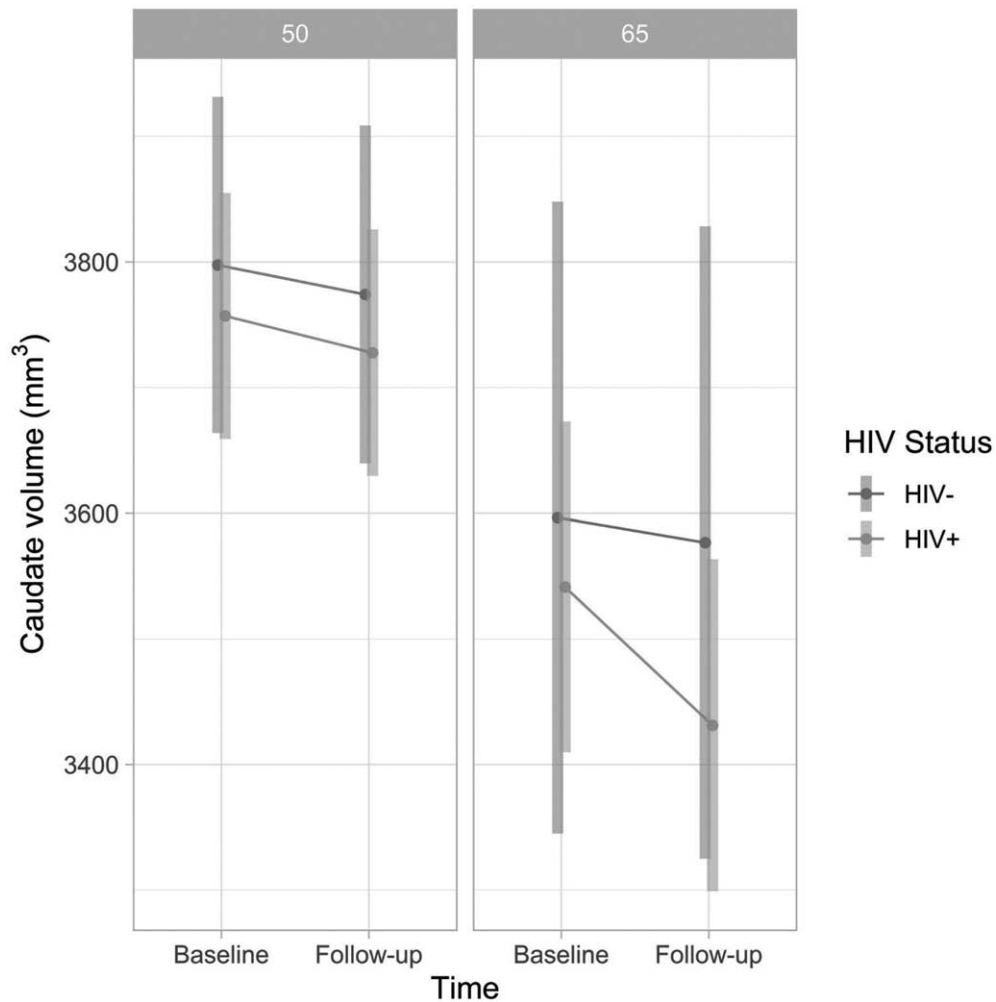 50
65
Caudate volume (mm³)
3800
3600
3400
Baseline
Follow-up
Baseline
Follow-up
Time
HIV Status
HIV-
HIV+